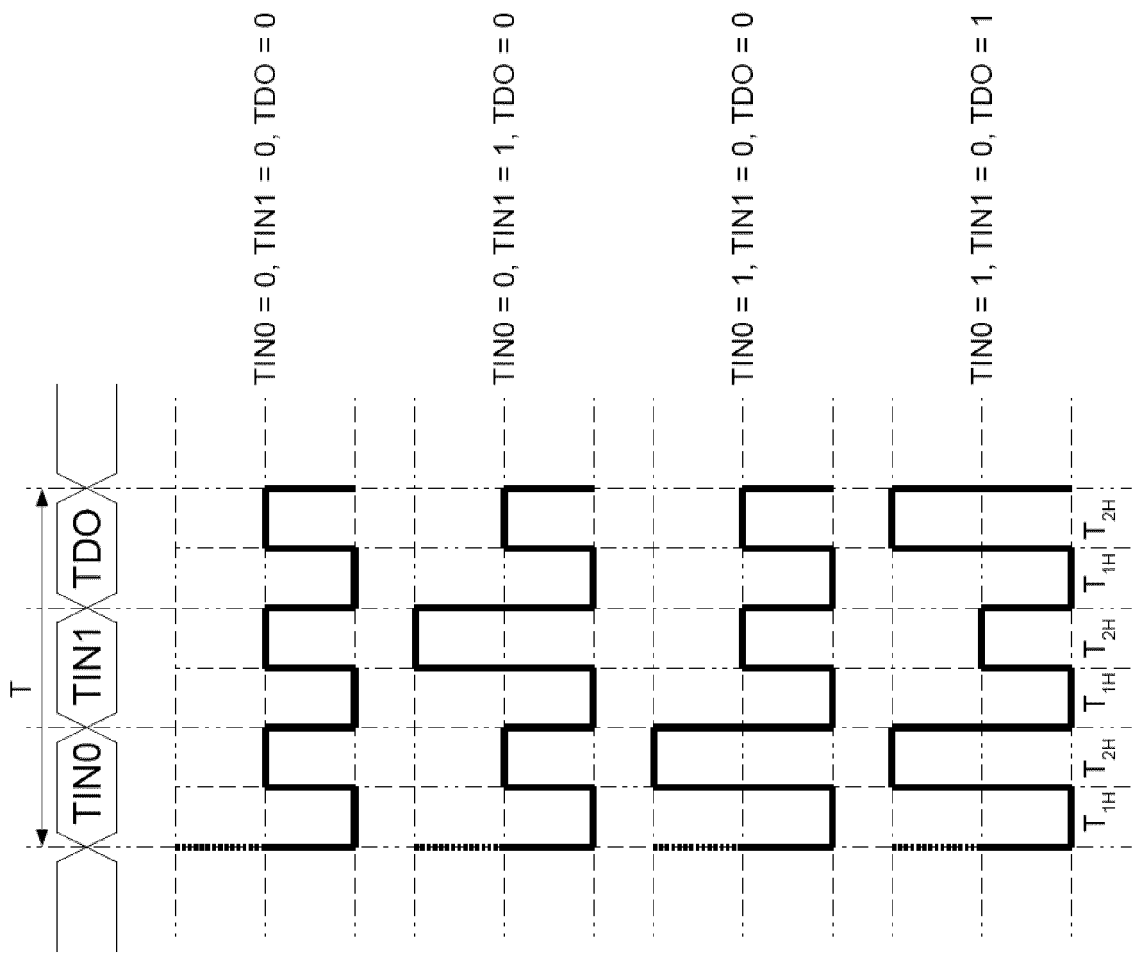 T
TIN0 TIN1 TDO
TIN0 = 0, TIN1 = 0, TDO = 0
TIN0 = 0, TIN1 = 1, TDO = 0
TIN0 = 1, TIN1 = 0, TDO = 0
TIN0 = 1, TIN1 = 0, TDO = 1
T1H T2H T1H T2H T1H T2H